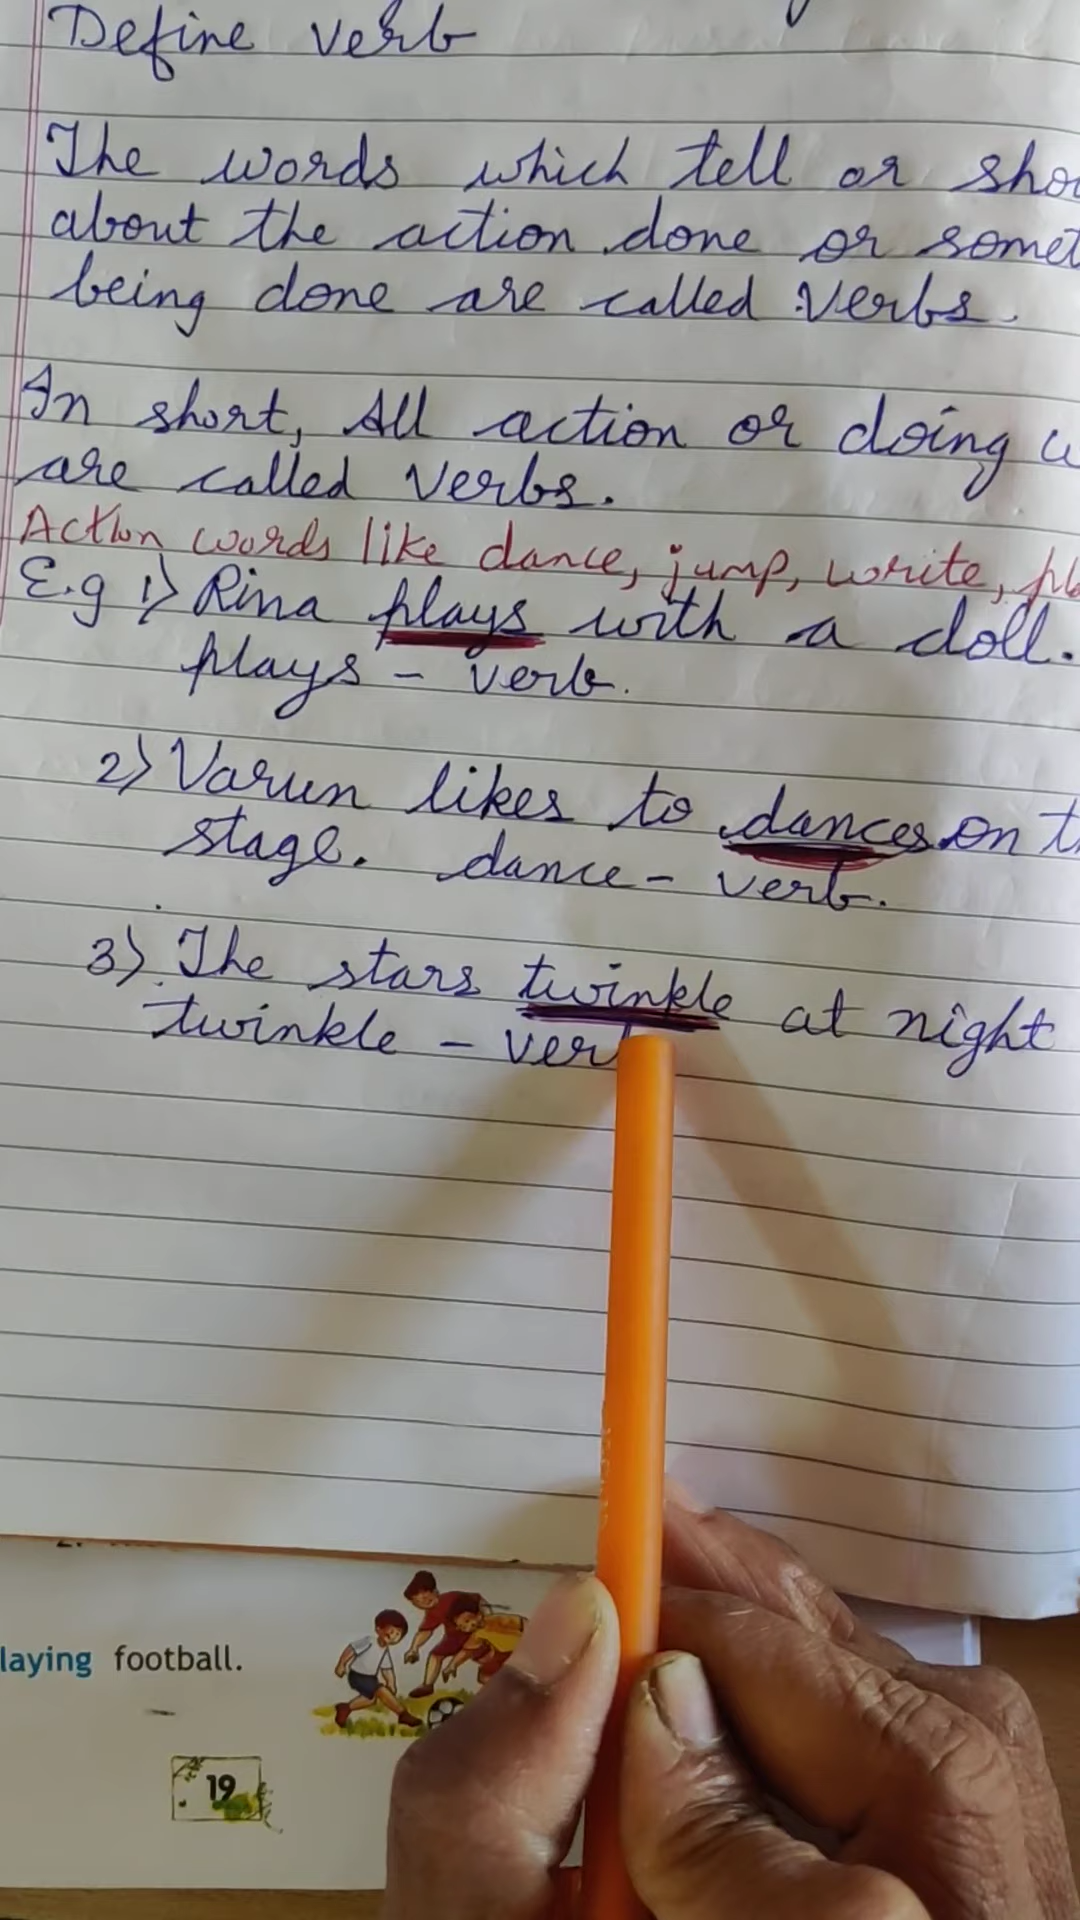 Define verb
The words which tell or
about the action done or
being done are called Verbs.
In short, All action or doing
are called Verbs.
Action words like dance, jump, write,
E.g 1) Rina plays with a doll.
plays - verb.
2) Varun likes to dances on
stage. dance - verb.
3) The stars twinkle at night
twinkle -
laying football.
19